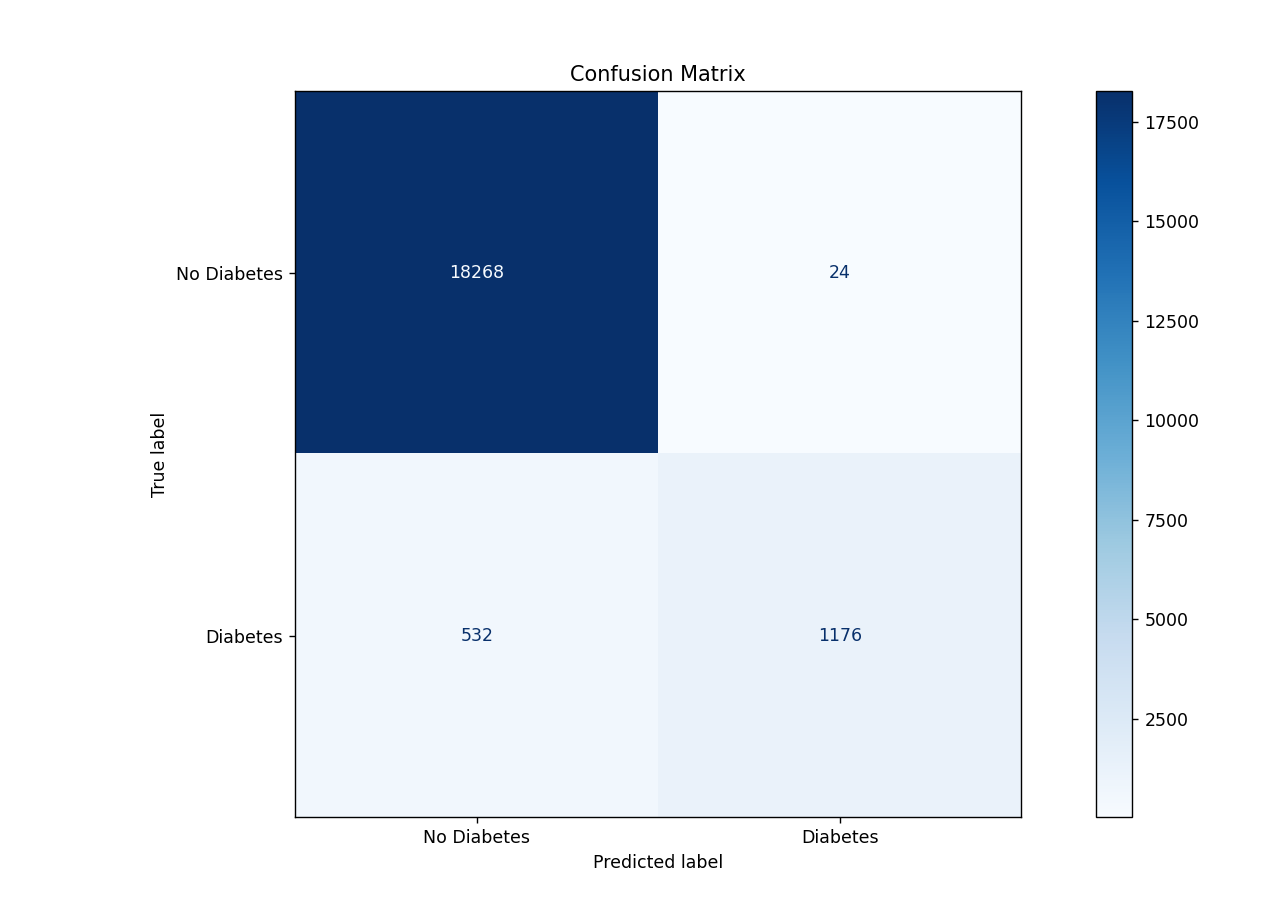 Confusion Matrix
No Diabetes
18268
24
Diabetes
532
1176
True label
No Diabetes
Diabetes
Predicted label
17500
15000
12500
10000
7500
5000
2500